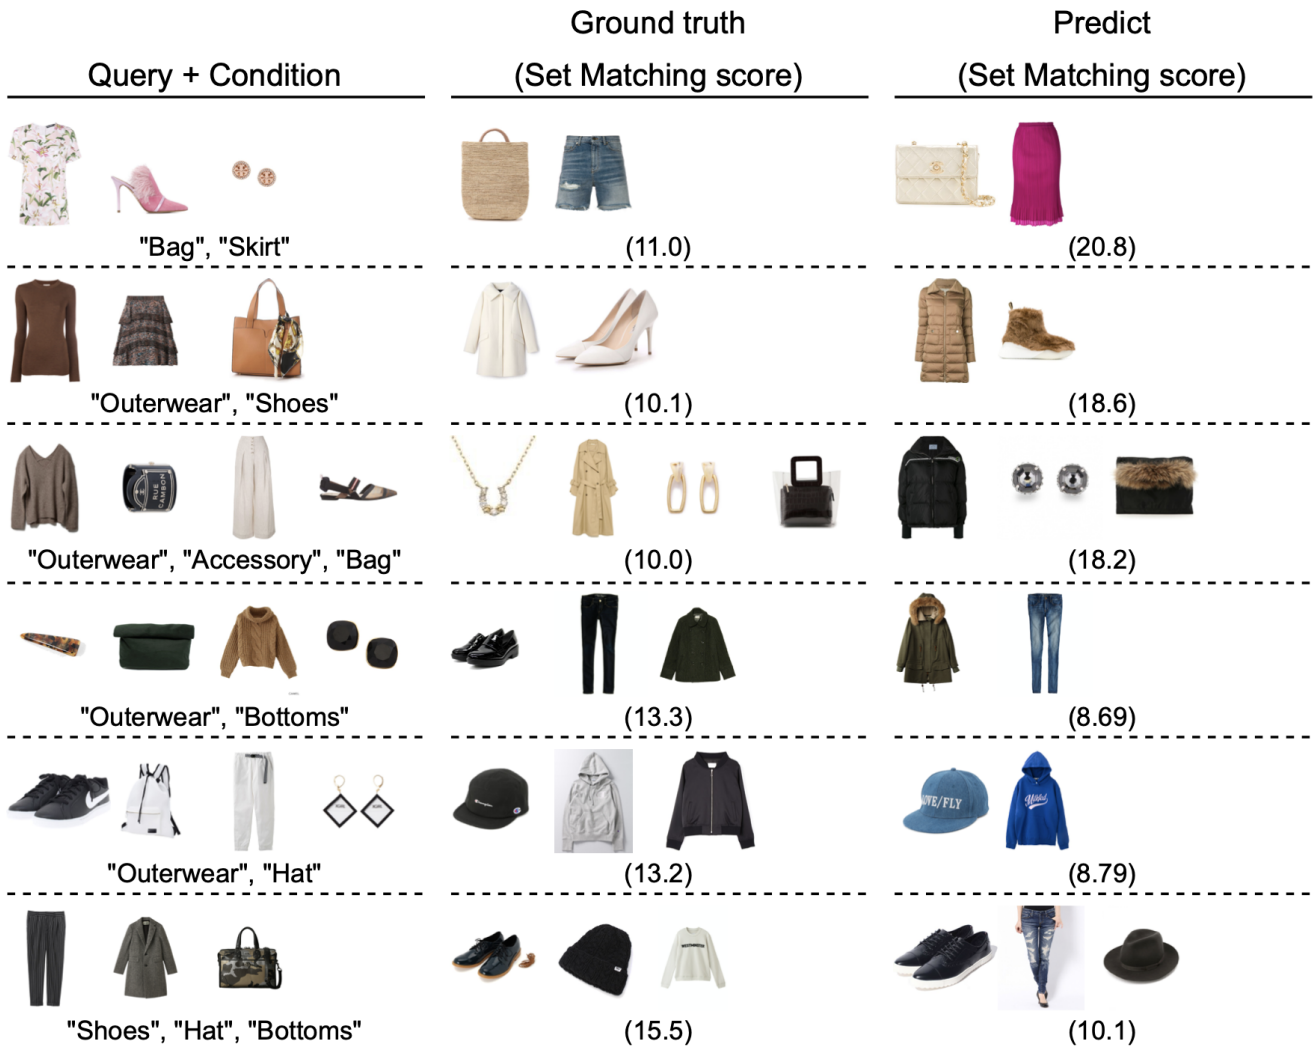 Ground truth
Predict
Query + Condition
(Set Matching score)
(Set Matching score)
"Bag", "Skirt"
(11.0)
(20.8)
"Outerwear", "Shoes"
(10.1)
(18.6)
RUE
CAMBON
"Outerwear", "Accessory", "Bag"
(10.0)
(18.2)
"Outerwear", "Bottoms"
(13.3)
(8.69)
"Outerwear", "Hat"
(13.2)
(8.79)
"Shoes", "Hat", "Bottoms"
(15.5)
(10.1)